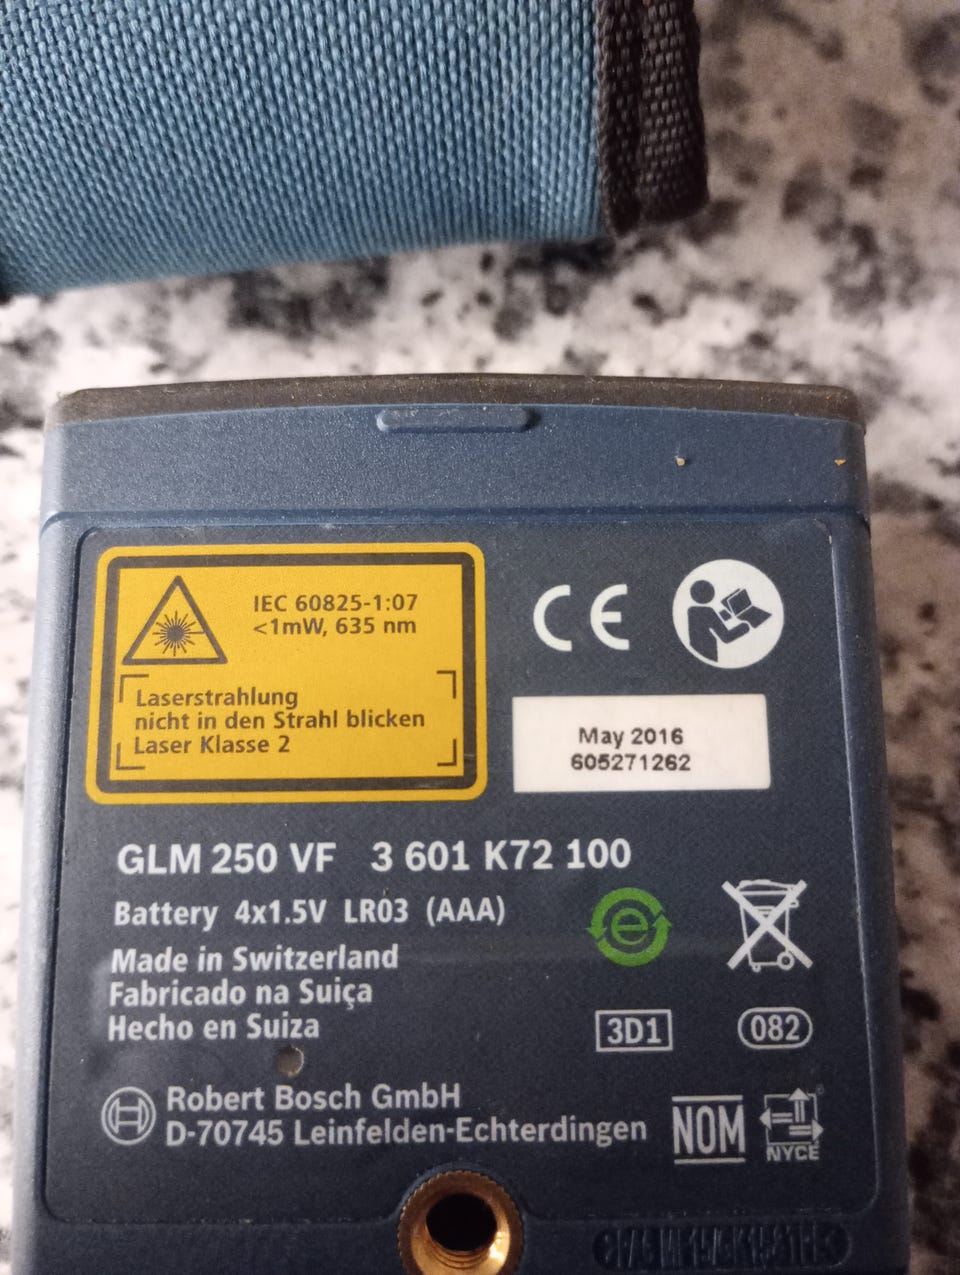 IEC 60825-1:07
<1mW, 635 nm
Laserstrahlung
nicht in den Strahl blicken
Laser Klasse 2
CE
May 2016
605271262
GLM 250 VF 3 601 K72 100
Battery 4x1.5V LR03 (AAA)
e
Made in Switzerland
Fabricado na Suiça
Hecho en Suiza
3D1
082
Robert Bosch GmbH
D-70745 Leinfelden-Echterdingen
NOM
NYCE